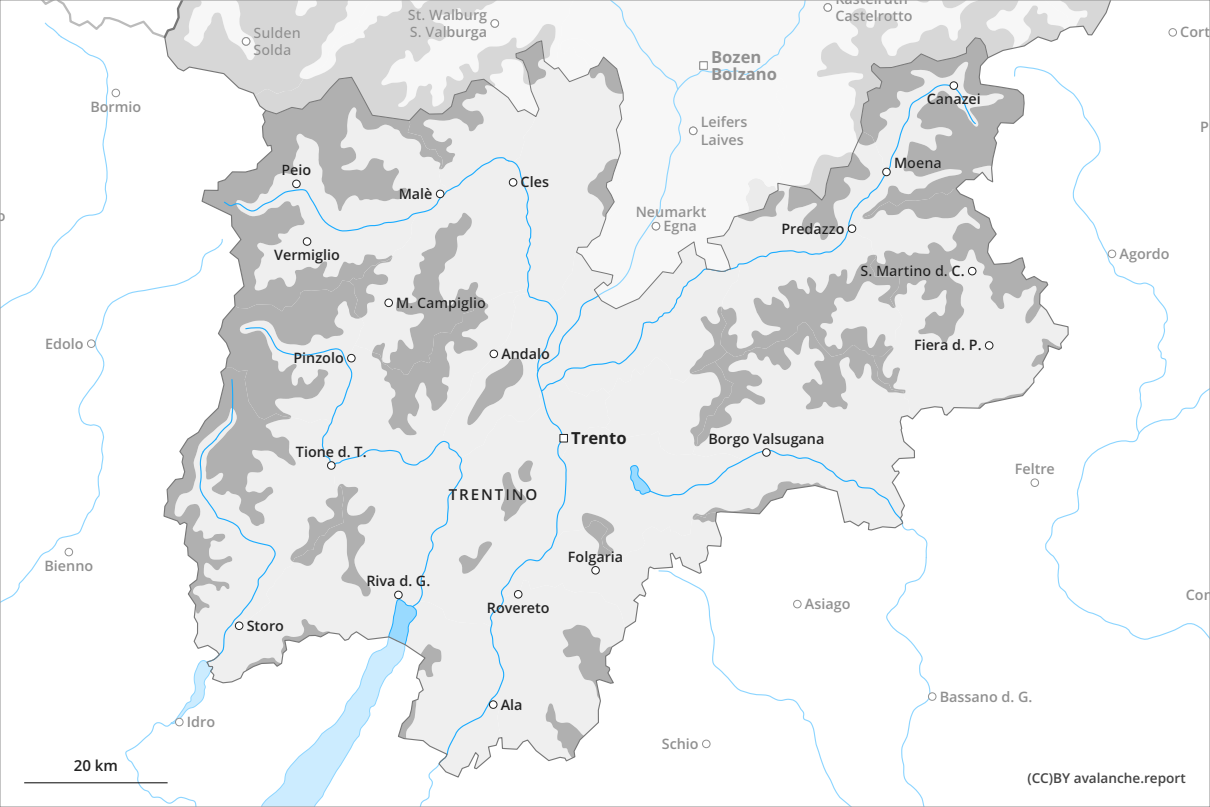 Kastelruth
Castelrotto
St. Walburg
S. Valburga
Sulden
Solda
Cort
Bozen
Bolzano
Bormio
Canazei
Leifers
Laives
P
Moena
Peio
Malè
Cles
Neumarkt
Egna
Predazzo
Vermiglio
Agordo
S. Martino d. C.
M. Campiglio
Edolo
Pinzolo
Andalo
Fiera d. P.
Trento
Borgo Valsugana
Tione d. T.
Feltre
TRENTINO
Folgaria
Bienno
Riva d. G.
Cor
Rovereto
Asiago
Storo
Bassano d. G.
Ala
Idro
Schio
20 km
(CC)BY avalanche.report